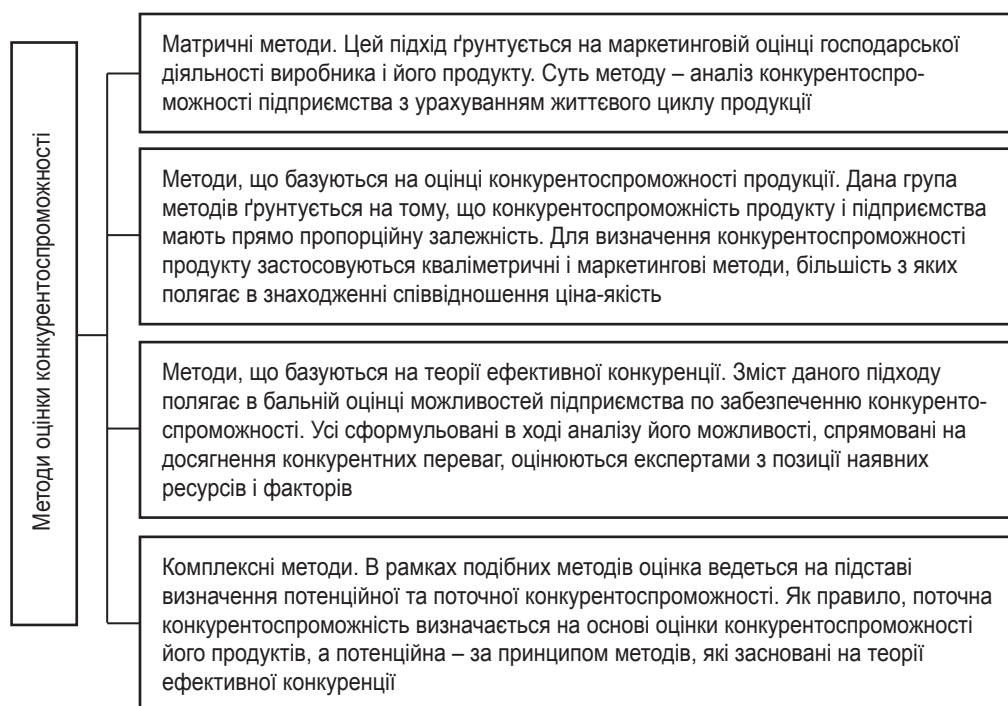 Методи оцінки конкурентоспроможності
Матричні методи. Цей підхід ґрунтується на маркетинговій оцінці господарської
діяльності виробника і його продукту. Суть методу – аналіз конкурентоспро-
можності підприємства з урахуванням життєвого циклу продукції
Методи, що базуються на оцінці конкурентоспроможності продукції. Дана група
методів ґрунтується на тому, що конкурентоспроможність продукту і підприємства
мають прямо пропорційну залежність. Для визначення конкурентоспроможності
продукту застосовуються кваліметричні і маркетингові методи, більшість з яких
полягає в знаходженні співвідношення ціна-якість
Методи, що базуються на теорії ефективної конкуренції. Зміст даного підходу
полягає в бальній оцінці можливостей підприємства по забезпеченню конкуренто-
спроможності. Усі сформульовані в ході аналізу його можливості, спрямовані на
досягнення конкурентних переваг, оцінюються експертами з позиції наявних
ресурсів і факторів
Комплексні методи. В рамках подібних методів оцінка ведеться на підставі
визначення потенційної та поточної конкурентоспроможності. Як правило, поточна
конкурентоспроможність визначається на основі оцінки конкурентоспроможності
його продуктів, а потенційна – за принципом методів, які засновані на теорії
ефективної конкуренції